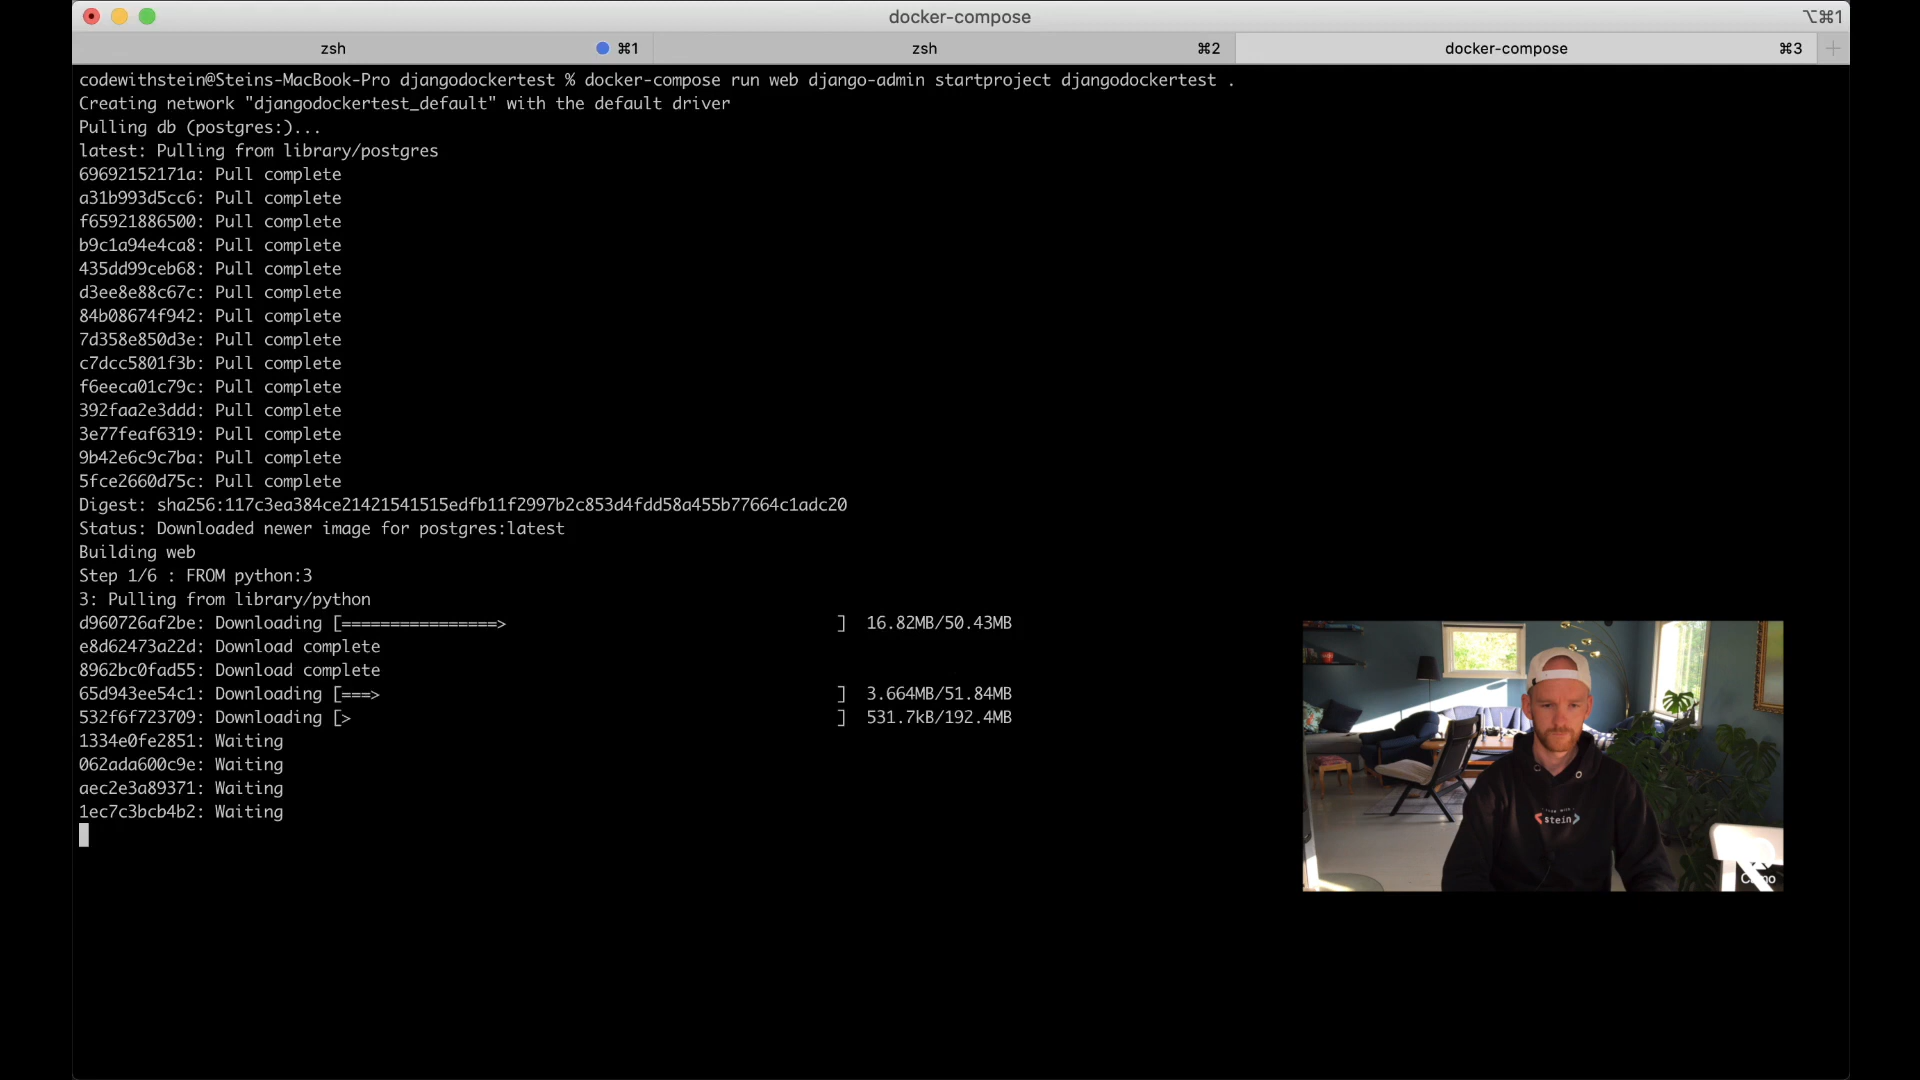 docker-compose
⌥⌘1
zsh ⌘1 zsh ⌘2 docker-compose ⌘3 +
codewithstein@Steins-MacBook-Pro djangodockertest % docker-compose run web django-admin startproject djangodockertest .
Creating network "djangodockertest_default" with the default driver
Pulling db (postgres:)...
latest: Pulling from library/postgres
69692152171a: Pull complete
a31b993d5cc6: Pull complete
f65921886500: Pull complete
b9c1a94e4ca8: Pull complete
435dd99ceb68: Pull complete
d3ee8e88c67c: Pull complete
84b08674f942: Pull complete
7d358e850d3e: Pull complete
c7dcc5801f3b: Pull complete
f6eeca01c79c: Pull complete
392faa2e3ddd: Pull complete
3e77feaf6319: Pull complete
9b42e6c9c7ba: Pull complete
5fce2660d75c: Pull complete
Digest: sha256:117c3ea384ce21421541515edfb11f2997b2c853d4fdd58a455b77664c1adc20
Status: Downloaded newer image for postgres:latest
Building web
Step 1/6 : FROM python:3
3: Pulling from library/python
d960726af2be: Downloading [================>                                  ]  16.82MB/50.43MB
e8d62473a22d: Download complete
8962bc0fad55: Download complete
65d943ee54c1: Downloading [===>                                               ]  3.664MB/51.84MB
532f6f723709: Downloading [>                                                  ]  531.7kB/192.4MB
1334e0fe2851: Waiting
062ada600c9e: Waiting
aec2e3a89371: Waiting
1ec7c3bcb4b2: Waiting
<stein>